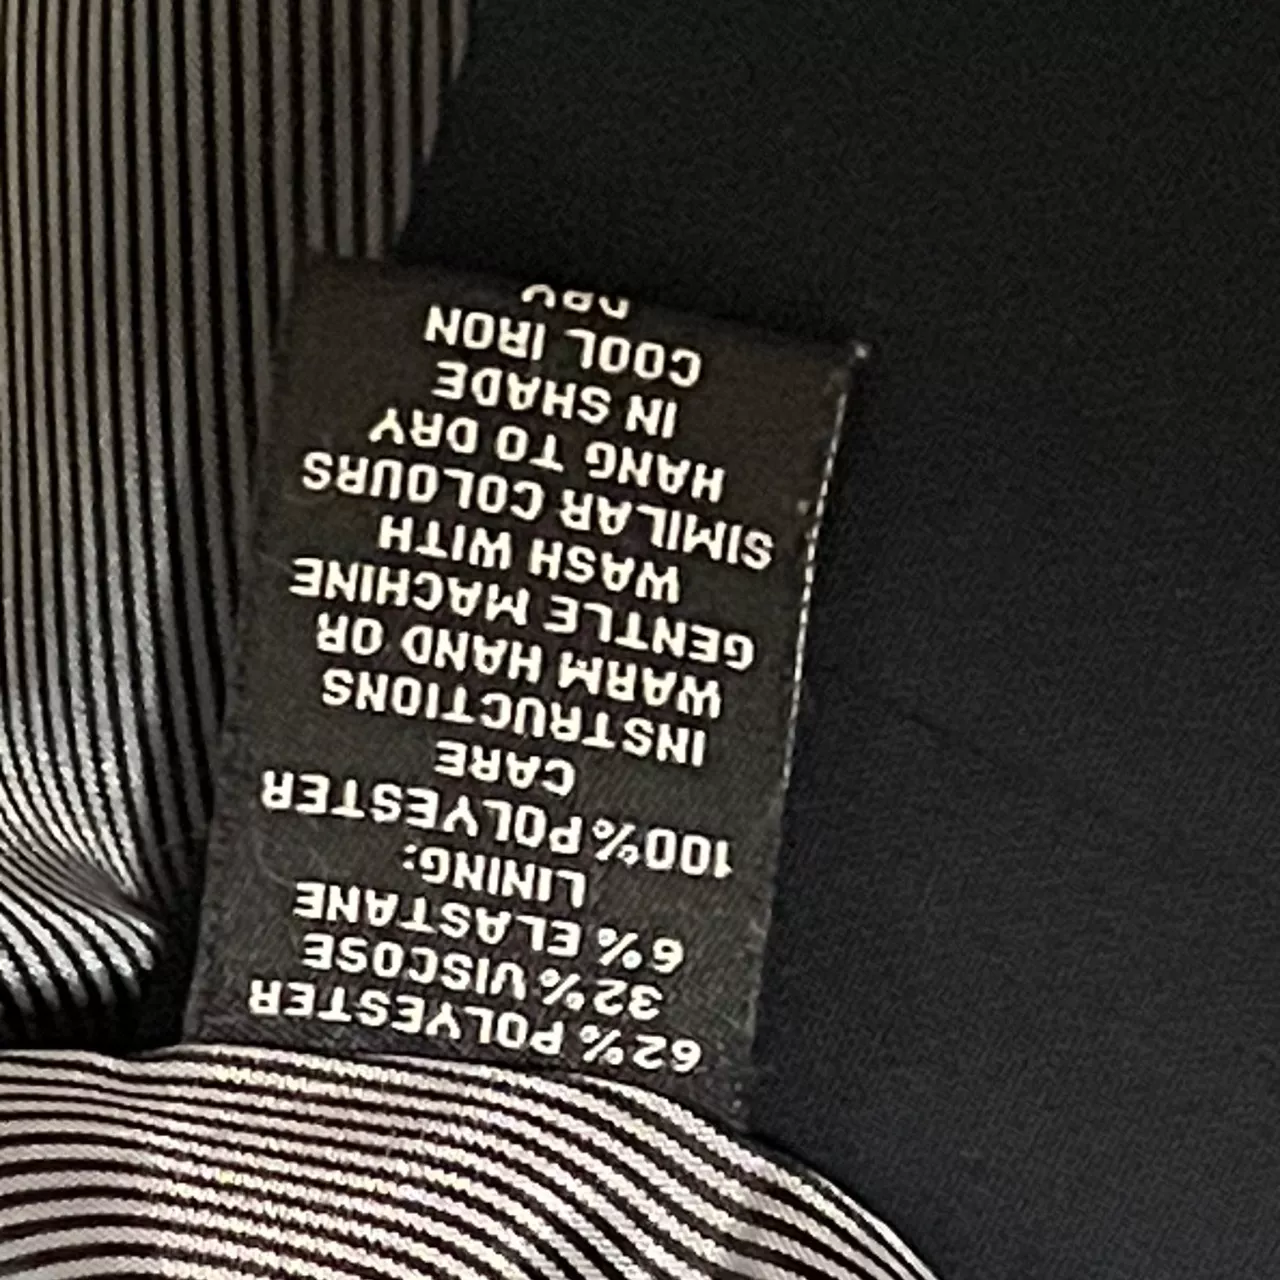 62% POLYESTER
32% VISCOSE
6% ELASTANE
LINING:
100% POLYESTER
CARE
INSTRUCTIONS
WARM HAND OR
GENTLE MACHINE
WASH WITH
SIMILAR COLOURS
HANG TO DRY
IN SHADE
COOL IRON